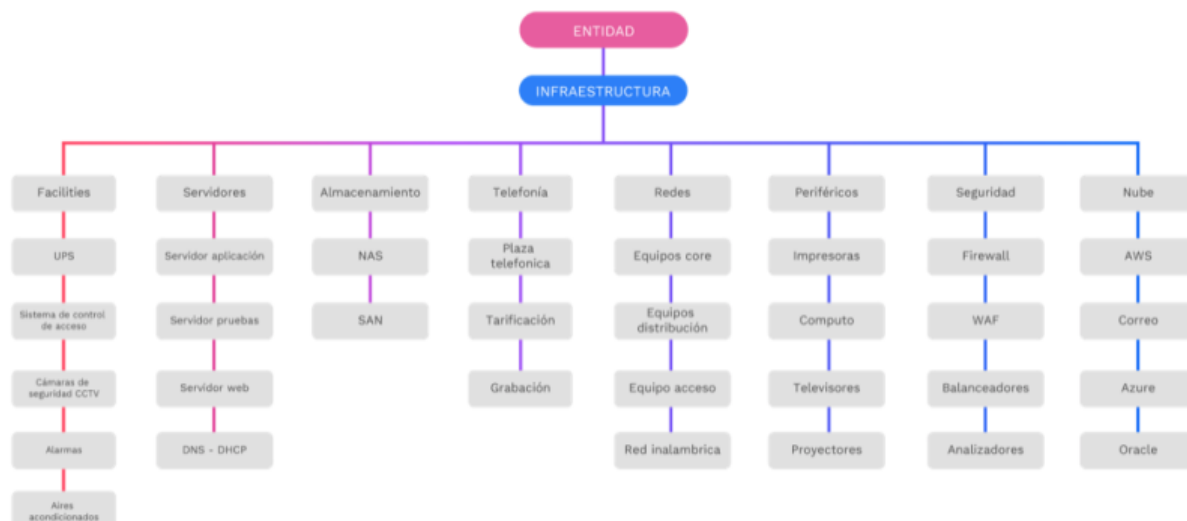 ENTIDAD
INFRAESTRUCTURA
Facilities
Servidores
Almacenamiento
Telefonía
Redes
Periféricos
Seguridad
Nube
UPS
Servidor aplicación
NAS
Plaza
telefonica
Equipos core
Impresoras
Firewall
AWS
Sistema de control
de acceso
Servidor pruebas
SAN
Tarificación
Equipos
distribución
Computo
WAF
Correo
Cámaras de
seguridad CCTV
Servidor web
Grabación
Equipo acceso
Televisores
Balanceadores
Azure
Alarmas
DNS - DHCP
Red inalambrica
Proyectores
Analizadores
Oracle
Aires
acondicionados